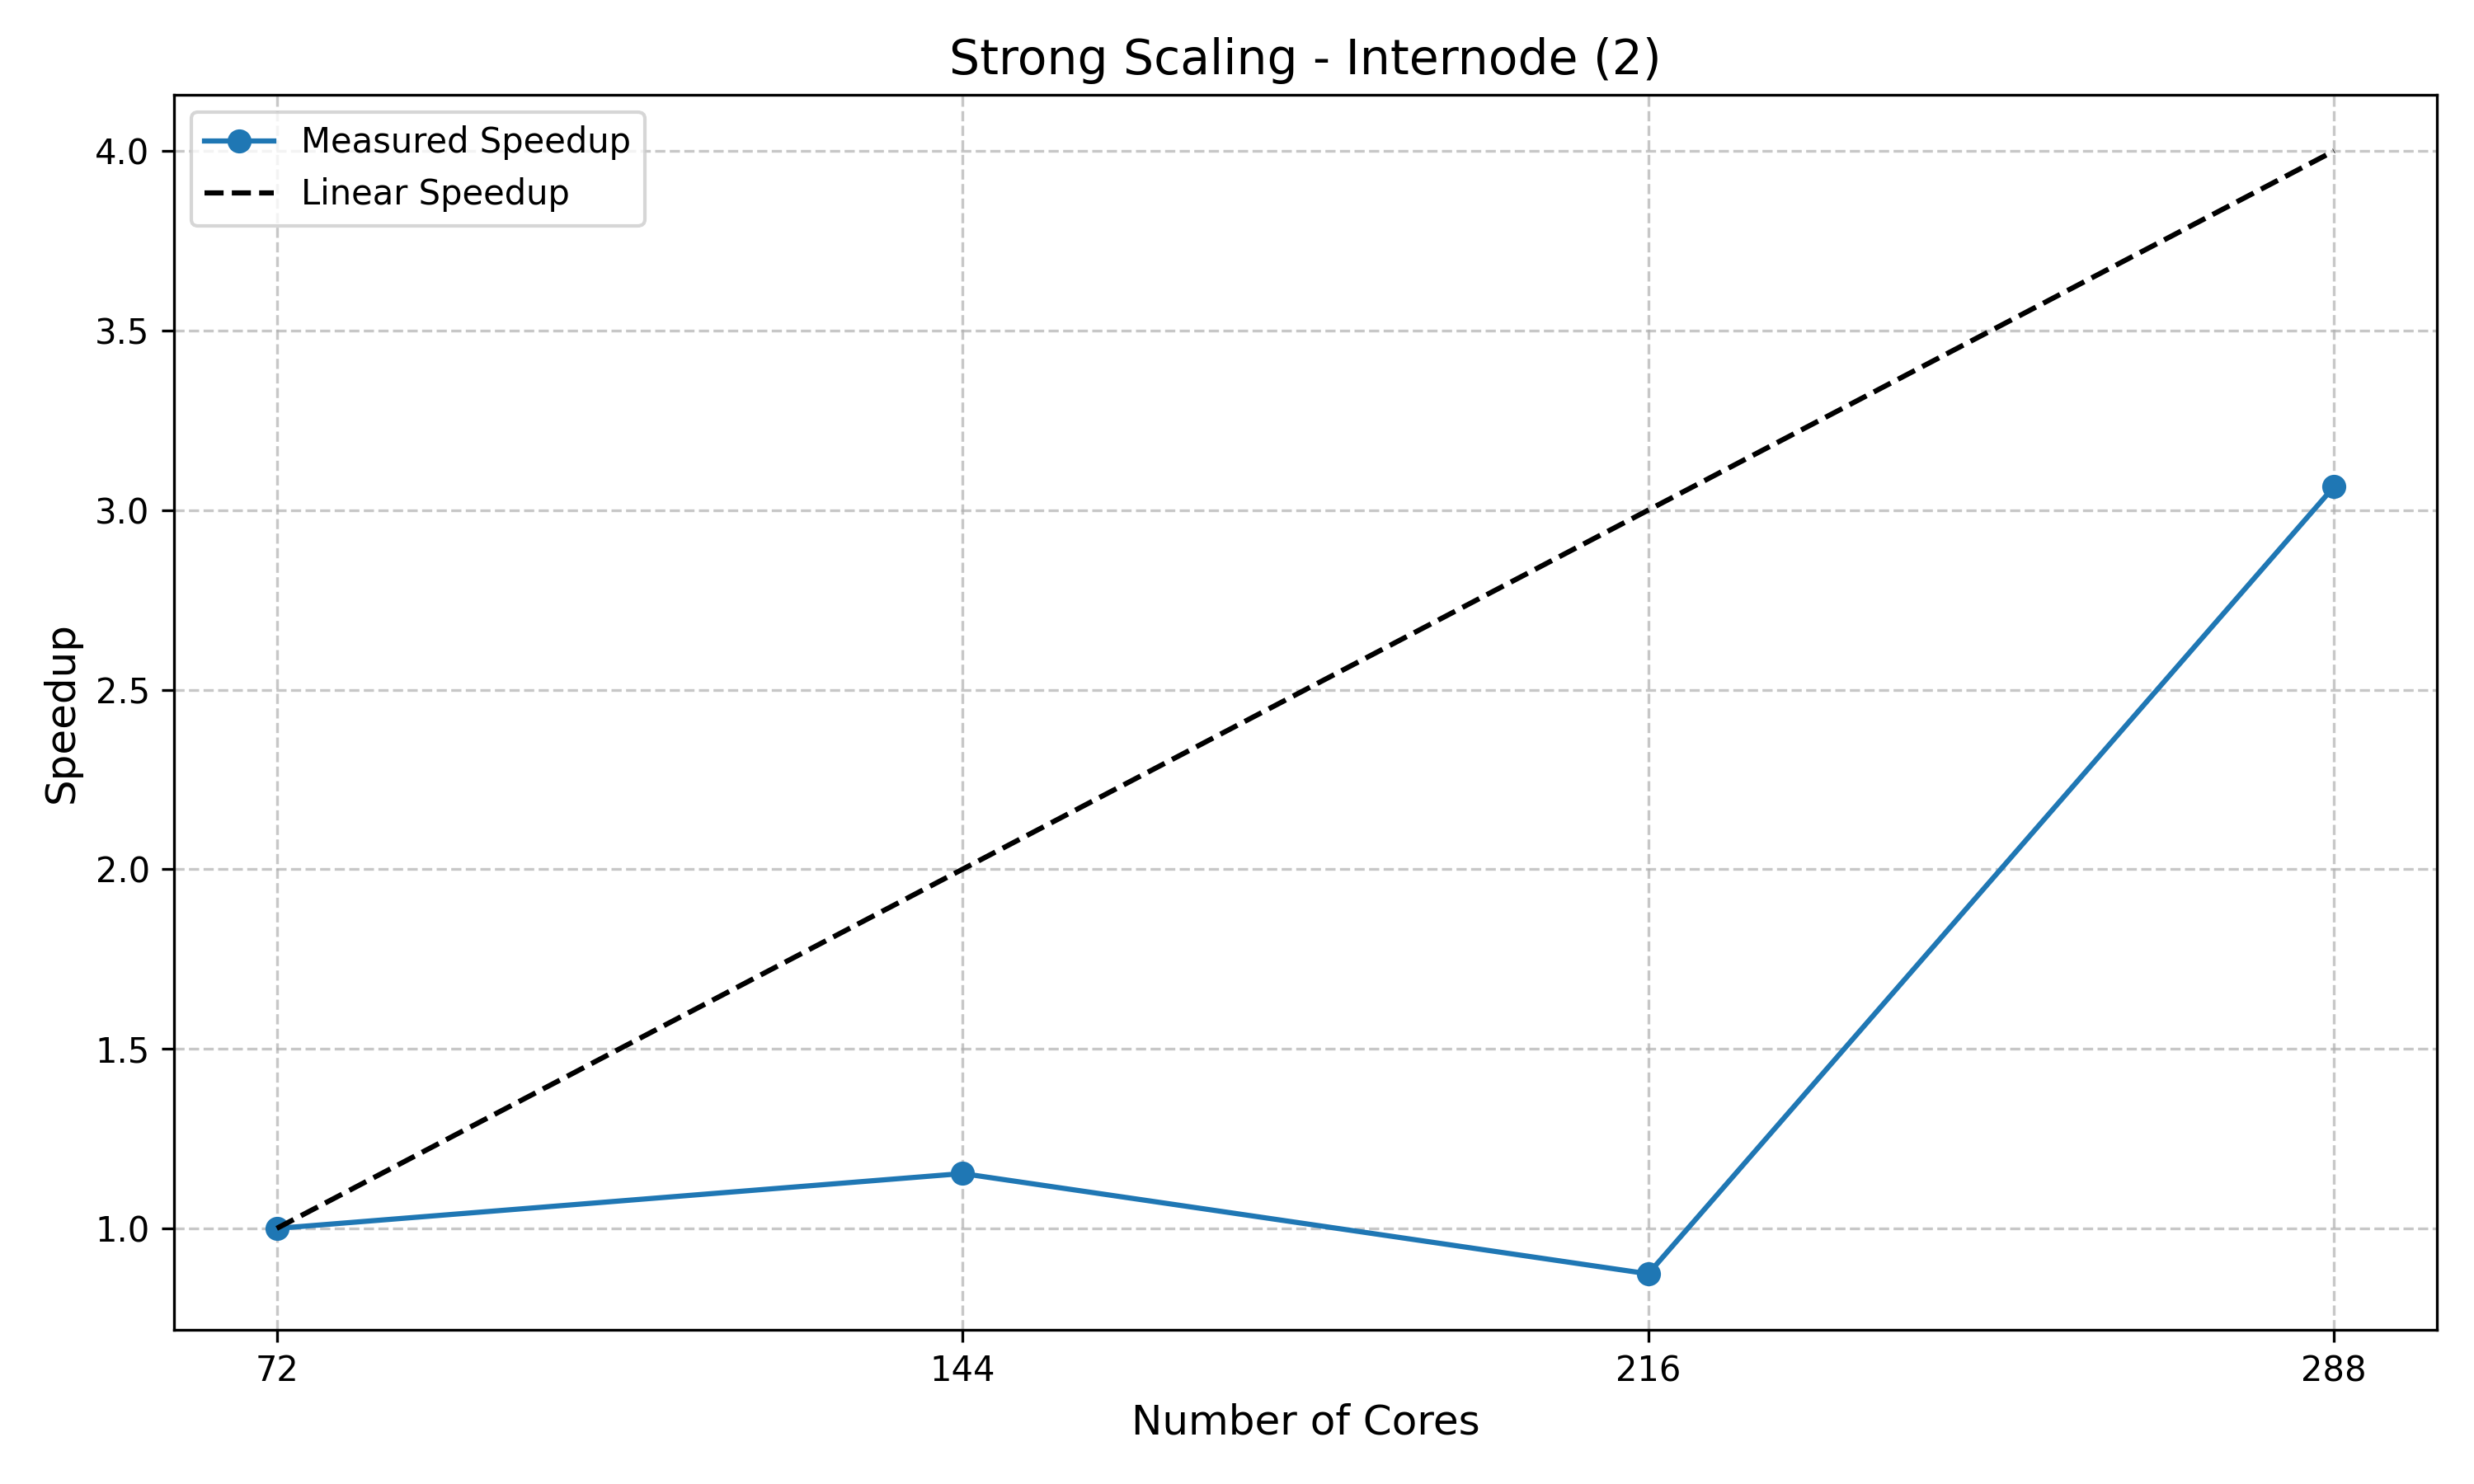 Strong Scaling - Internode (2)
Measured Speedup
Linear Speedup
4.0
3.5
3.0
2.5
2.0
1.5
1.0
Speedup
72 144 216 288
Number of Cores